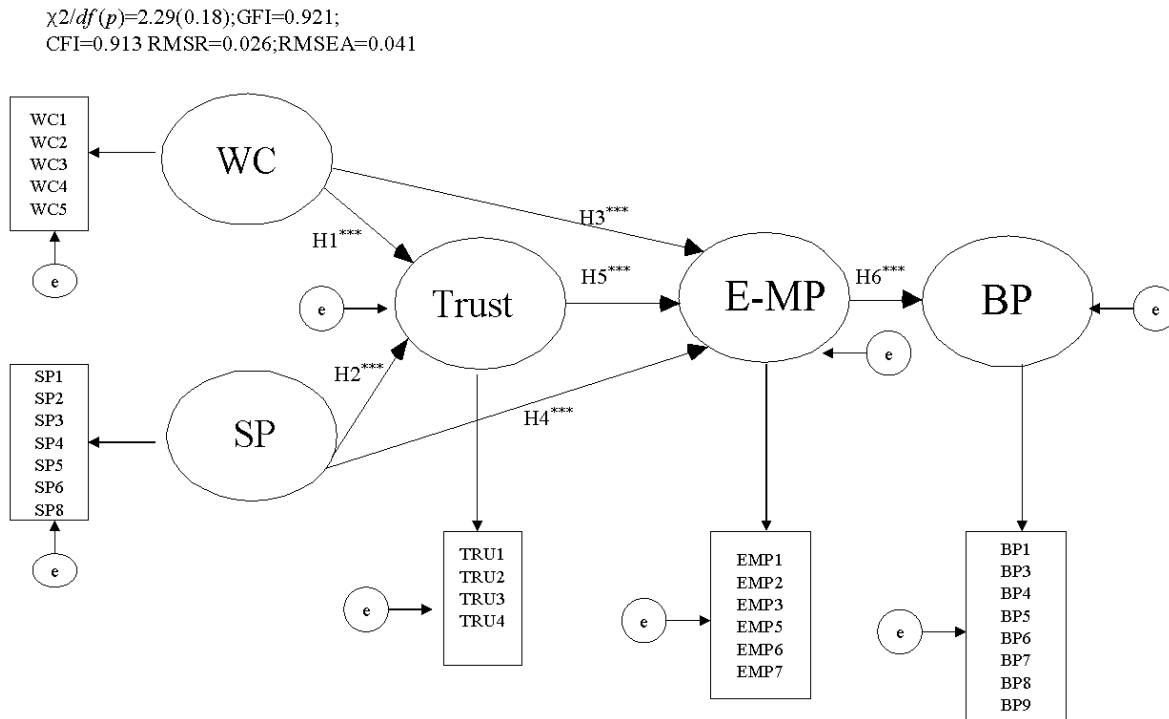 χ2/df(p)=2.29(0.18);GFI=0.921;
CFI=0.913 RMSR=0.026;RMSEA=0.041
WC1
WC2
WC3
WC4
WC5
e
WC
H1***
H3***
e
Trust
H5***
E-MP
H6***
BP
e
e
H2***
H4***
SP1
SP2
SP3
SP4
SP5
SP6
SP8
e
SP
TRU1
TRU2
TRU3
TRU4
e
EMP1
EMP2
EMP3
EMP5
EMP6
EMP7
e
BP1
BP3
BP4
BP5
BP6
BP7
BP8
BP9
e